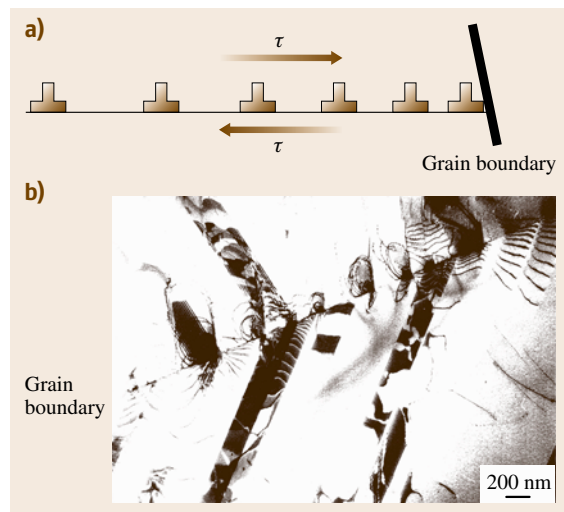 a)
τ
τ
Grain boundary
b)
Grain
boundary
200 nm